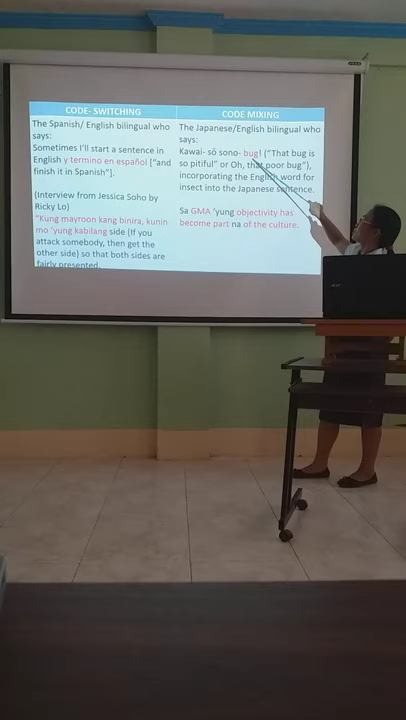 CODE- SWITCHING
The Spanish/ English bilingual who
says:
Sometimes I'll start a sentence in
English y termino en español ["and
finish it in Spanish"].
(Interview from Jessica Soho by
Ricky Lo)
"Kung mayroon kang binira, kunin
mo 'yung kabilang side (If you
attack somebody, then get the
other side) so that both sides are
fairly presented.
CODE MIXING
The Japanese/English bilingual who
says:
Kawai- sō sono- bug! ("That bug is
so pitiful" or Oh, that poor bug"),
incorporating the English word for
insect into the Japanese sentence.
Sa GMA 'yung objectivity has
become part na of the culture.
acer